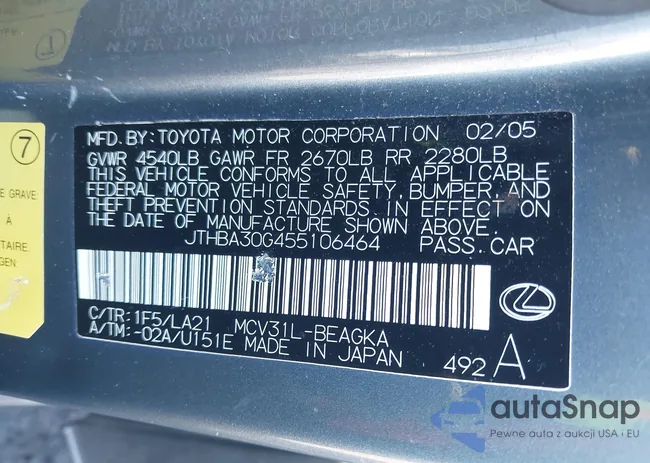 MFD. BY: TOYOTA MOTOR CORPORATION 02/05
GVWR 4540LB GAWR FR 2670LB RR 2280LB
THIS VEHICLE CONFORMS TO ALL APPLICABLE
FEDERAL MOTOR VEHICLE SAFETY, BUMPER, AND
THEFT PREVENTION STANDARDS IN EFFECT ON
THE DATE OF MANUFACTURE SHOWN ABOVE.
JTHBA30G455106464 PASS. CAR
C/TR: 1F5/LA21 MCV31L-BEAGKA
A/TM: -02A/U151E MADE IN JAPAN
492 A
7
E GRAVE:
À
TAIRE.
GEN.
autaSnap
Pewne auta z aukcji USA i EU